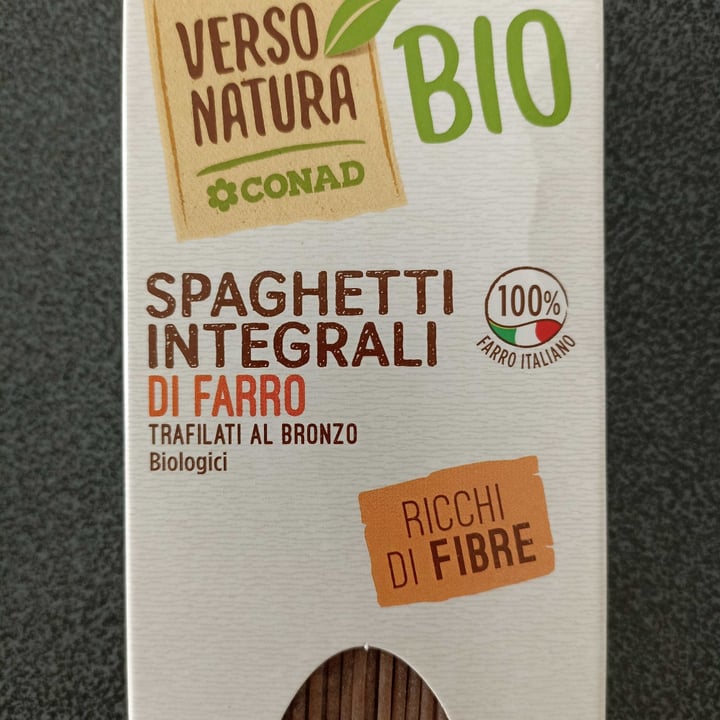 VERSO
NATURA
CONAD
BIO
SPAGHETTI
INTEGRALI
DI FARRO
TRAFILATI AL BRONZO
Biologici
100%
FARRO ITALIANO
RICCHI
DI FIBRE